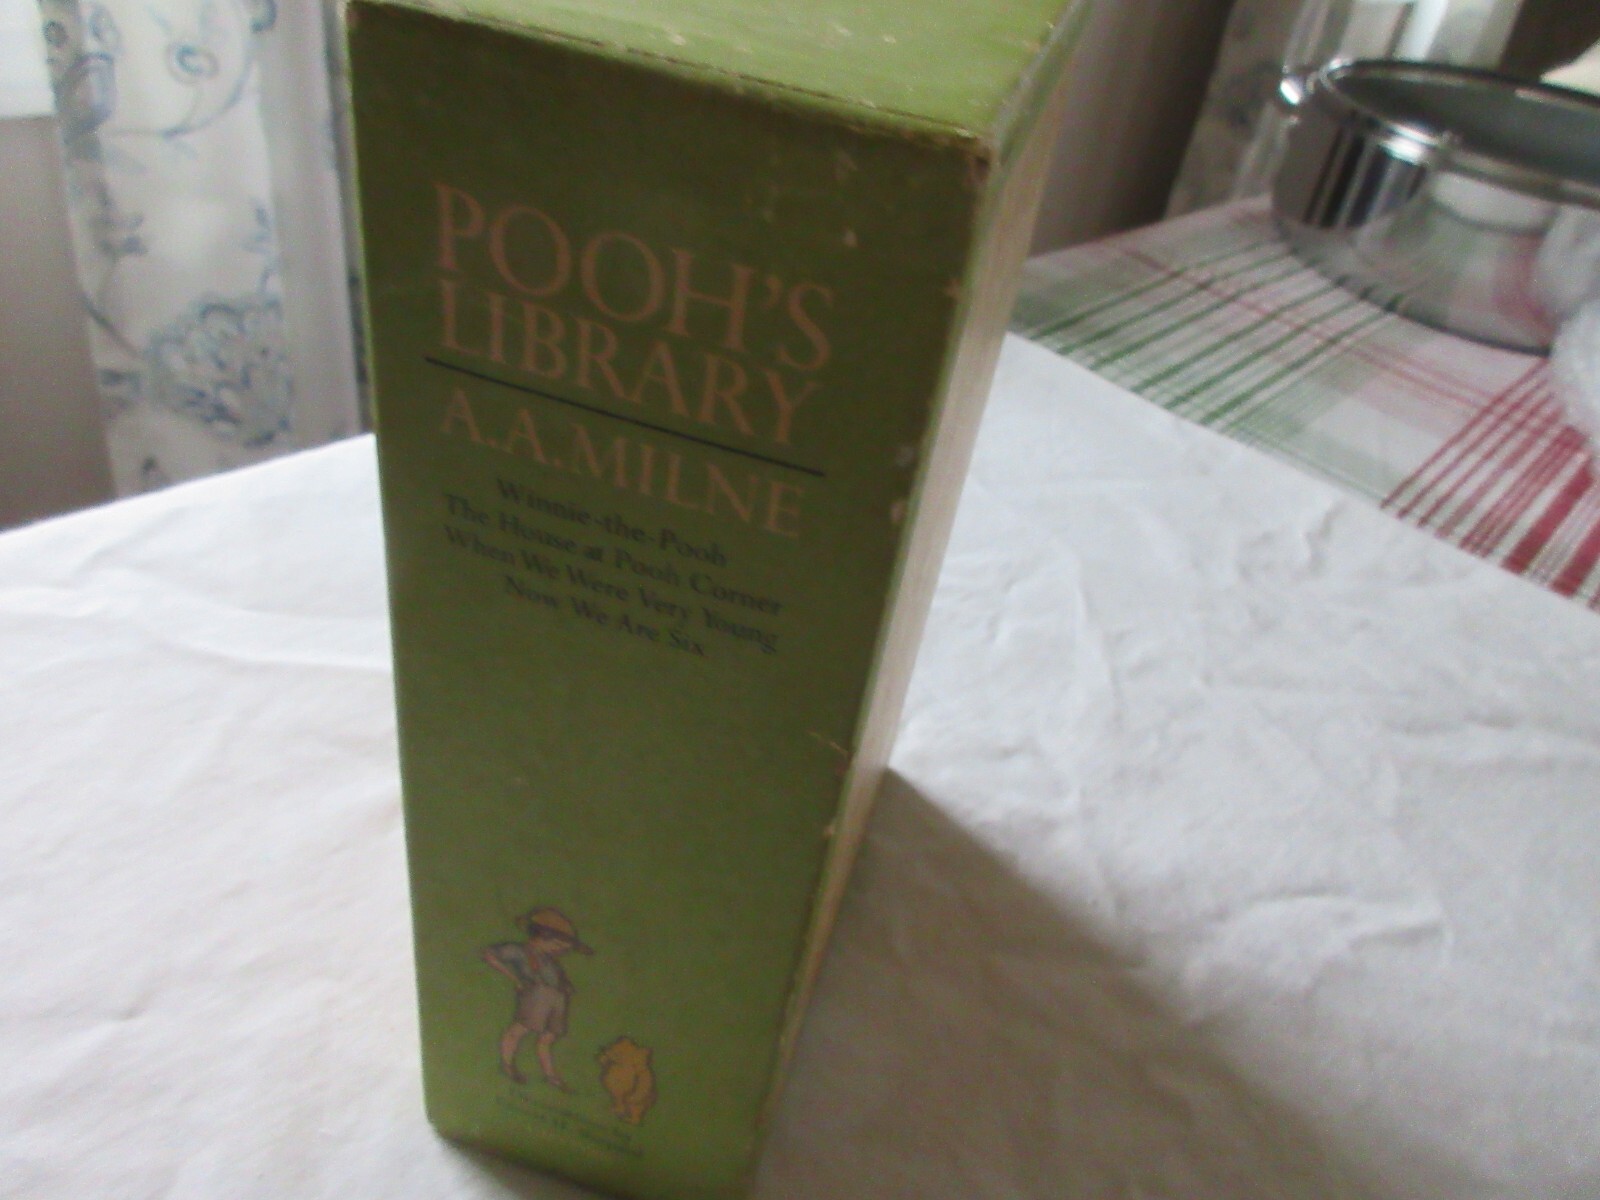 POOH'S
LIBRARY
A.A.MILNE
Winnie-the-Pooh
The House at Pooh Corner
When We Were Very Young
Now We Are Six